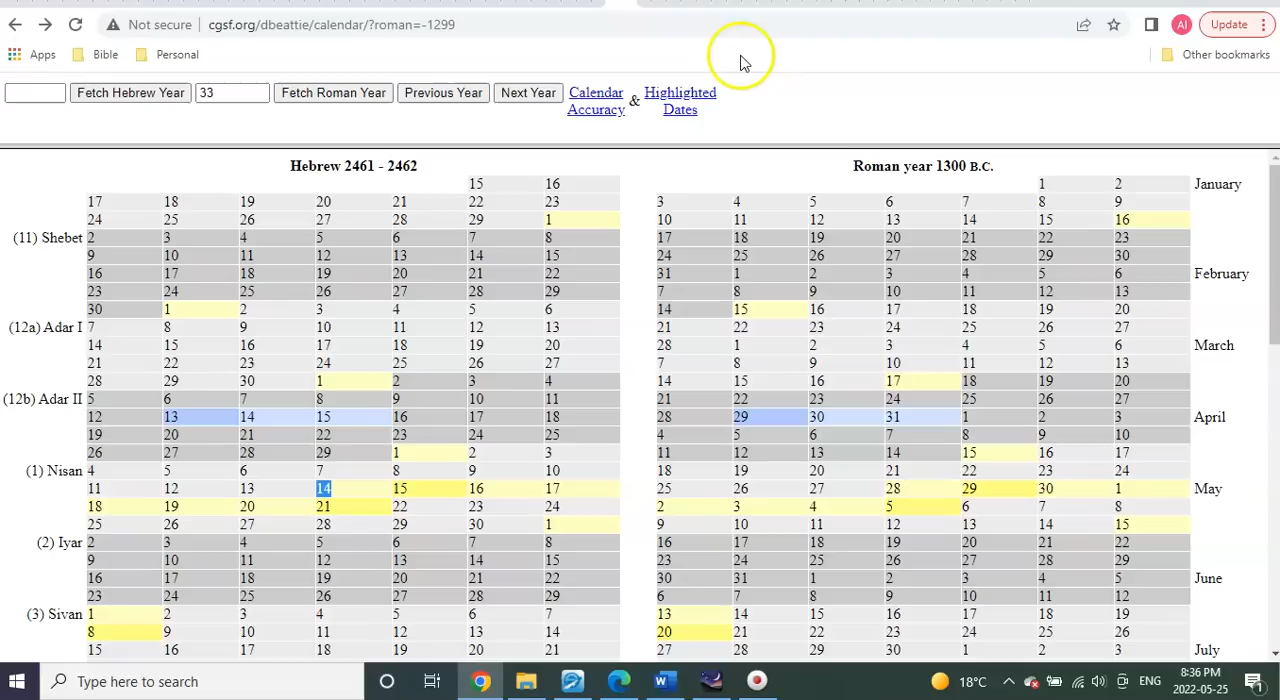 Not secure cgsf.org/dbeattie/calendar/?roman=-1299 AI Update
Apps Bible Personal Other bookmarks
Fetch Hebrew Year 33 Fetch Roman Year Previous Year Next Year Calendar Accuracy & Highlighted Dates
Hebrew 2461 - 2462 Roman year 1300 B.C.
15 16 1 2 January
17 18 19 20 21 22 23 3 4 5 6 7 8 9
24 25 26 27 28 29 1 10 11 12 13 14 15 16
(11) Shebet 2 3 4 5 6 7 8 17 18 19 20 21 22 23
9 10 11 12 13 14 15 24 25 26 27 28 29 30
16 17 18 19 20 21 22 31 1 2 3 4 5 6 February
23 24 25 26 27 28 29 7 8 9 10 11 12 13
30 1 2 3 4 5 6 14 15 16 17 18 19 20
(12a) Adar I 7 8 9 10 11 12 13 21 22 23 24 25 26 27
14 15 16 17 18 19 20 28 1 2 3 4 5 6 March
21 22 23 24 25 26 27 7 8 9 10 11 12 13
28 29 30 1 2 3 4 14 15 16 17 18 19 20
(12b) Adar II 5 6 7 8 9 10 11 21 22 23 24 25 26 27
12 13 14 15 16 17 18 28 29 30 31 1 2 3 April
19 20 21 22 23 24 25 4 5 6 7 8 9 10
26 27 28 29 1 2 3 11 12 13 14 15 16 17
(1) Nisan 4 5 6 7 8 9 10 18 19 20 21 22 23 24
11 12 13 14 15 16 17 25 26 27 28 29 30 1 May
18 19 20 21 22 23 24 2 3 4 5 6 7 8
25 26 27 28 29 30 1 9 10 11 12 13 14 15
(2) Iyar 2 3 4 5 6 7 8 16 17 18 19 20 21 22
9 10 11 12 13 14 15 23 24 25 26 27 28 29
16 17 18 19 20 21 22 30 31 1 2 3 4 5 June
23 24 25 26 27 28 29 6 7 8 9 10 11 12
(3) Sivan 1 2 3 4 5 6 7 13 14 15 16 17 18 19
8 9 10 11 12 13 14 20 21 22 23 24 25 26
15 16 17 18 19 20 21 27 28 29 30 1 2 3 July
Type here to search 18°C ENG 8:36 PM
2022-05-25